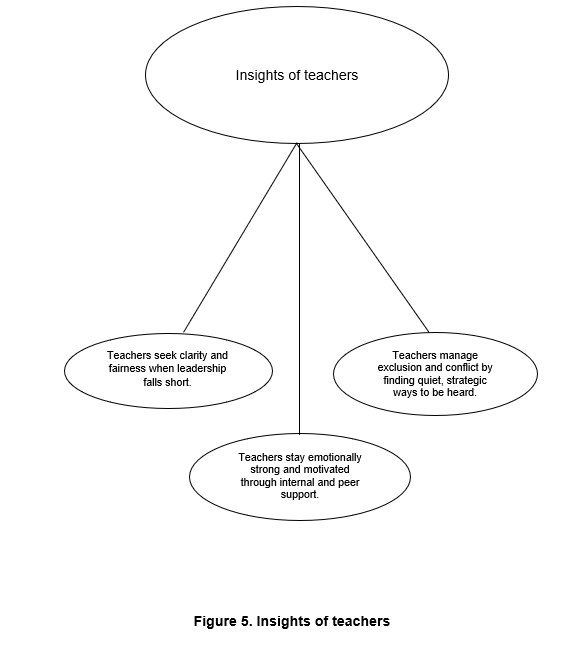 Insights of teachers
Teachers seek clarity and
fairness when leadership
falls short.
Teachers manage
exclusion and conflict by
finding quiet, strategic
ways to be heard.
Teachers stay emotionally
strong and motivated
through internal and peer
support.
Figure 5. Insights of teachers